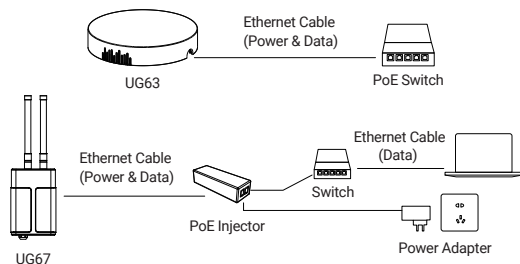 Ethernet Cable
(Power & Data)
UG63
PoE Switch
Ethernet Cable
(Data)
Ethernet Cable
(Power & Data)
Switch
PoE Injector
Power Adapter
UG67